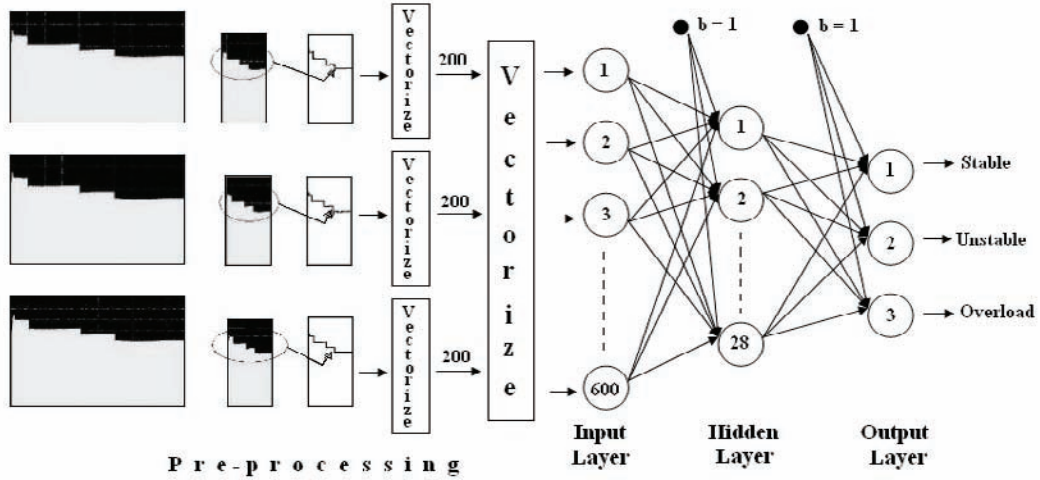 Vectorize
200
Vectorize
200
Vectorize
200
Vectorize
b – 1
b = 1
1
2
3
600
1
2
28
1
2
3
Stable
Unstable
Overload
Input
Layer
Hidden
Layer
Output
Layer
Pre-processing